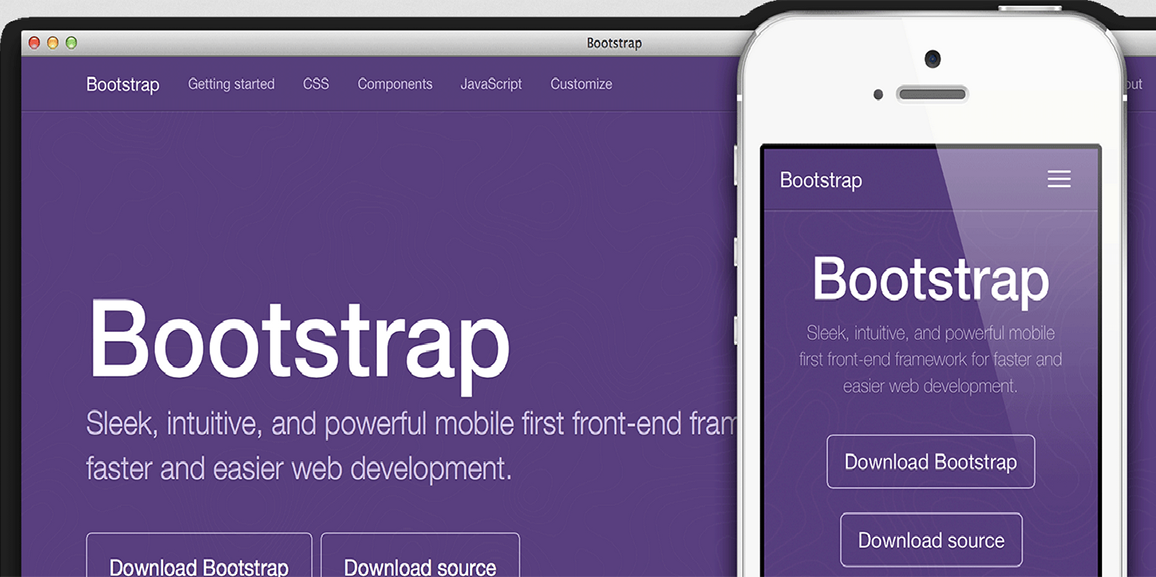 Bootstrap
Bootstrap Getting started CSS Components JavaScript Customize
Bootstrap
Sleek, intuitive, and powerful mobile first front-end
faster and easier web development.
Download Bootstrap Download source
Bootstrap
Bootstrap
Sleek, intuitive, and powerful mobile
first front-end framework for faster and
easier web development.
Download Bootstrap
Download source